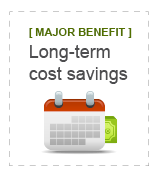 [ MAJOR BENEFIT ]
Long-term
cost savings